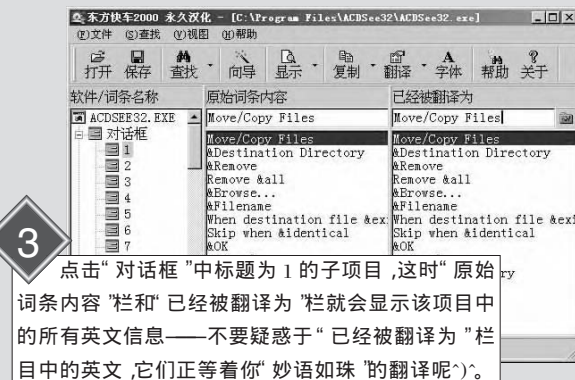 东方快车2000 永久汉化 - [C:\Program Files\ACDSee32\ACDSee32.exe]
(F)文件 (S)查找 (V)视图 (H)帮助
打开 保存 查找 向导 显示 复制 翻译 字体 帮助 关于
软件/词条名称 原始词条内容 已经被翻译为
ACDSEE32.EXE Move/Copy Files Move/Copy Files
对话框 Move/Copy Files Move/Copy Files
1 &Destination Directory &Destination Directory
2 &Remove &Remove
3 Remove &all Remove &all
4 &Browse... &Browse...
5 &Filename &Filename
6 When destination file &exi When destination file &exi
7 Skip when &identical Skip when &identical
&OK &OK
ry
3
点击“对话框”中标题为 1 的子项目,这时“原始
词条内容”栏和“已经被翻译为”栏就会显示该项目中
的所有英文信息——不要疑惑于“已经被翻译为”栏
目中的英文,它们正等着你“妙语如珠”的翻译呢^)^。